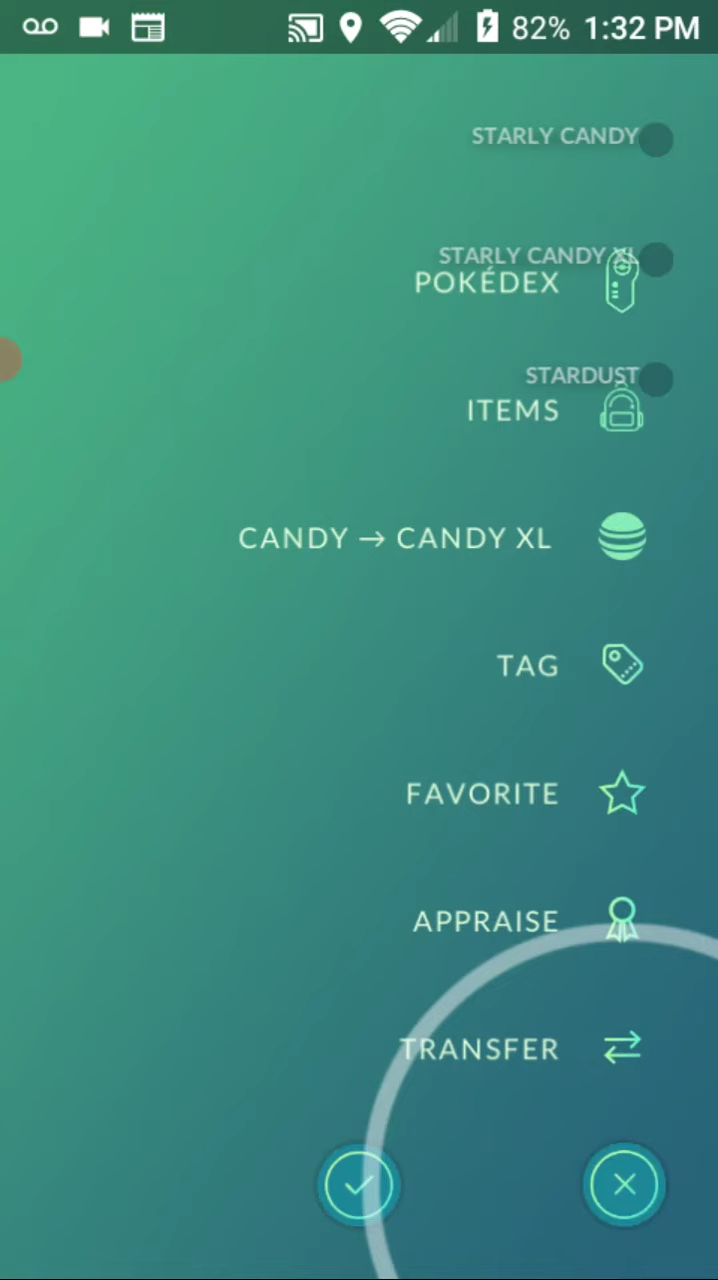 82% 1:32 PM
STARLY CANDY
STARLY CANDY XL
POKÉDEX
STARDUST
ITEMS
CANDY → CANDY XL
TAG
FAVORITE
APPRAISE
TRANSFER